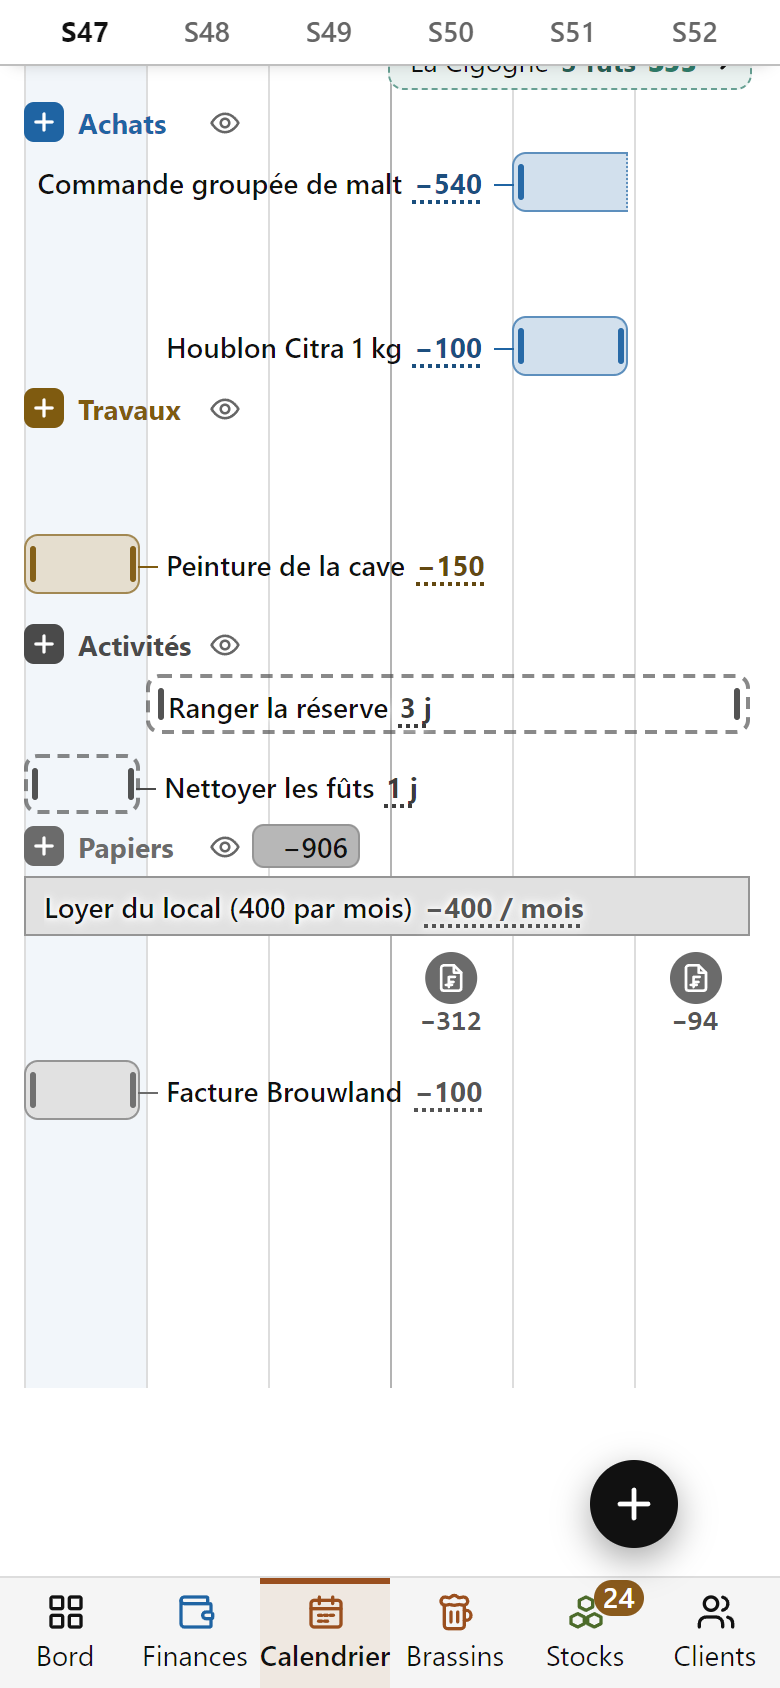 S47 S48 S49 S50 S51 S52
La Cigogne
Achats
Commande groupée de malt −540
Houblon Citra 1 kg −100
Travaux
Peinture de la cave −150
Activités
Ranger la réserve 3 j
Nettoyer les fûts 1 j
Papiers −906
Loyer du local (400 par mois) −400 / mois
−312 −94
Facture Brouwland −100
24
Bord Finances Calendrier Brassins Stocks Clients